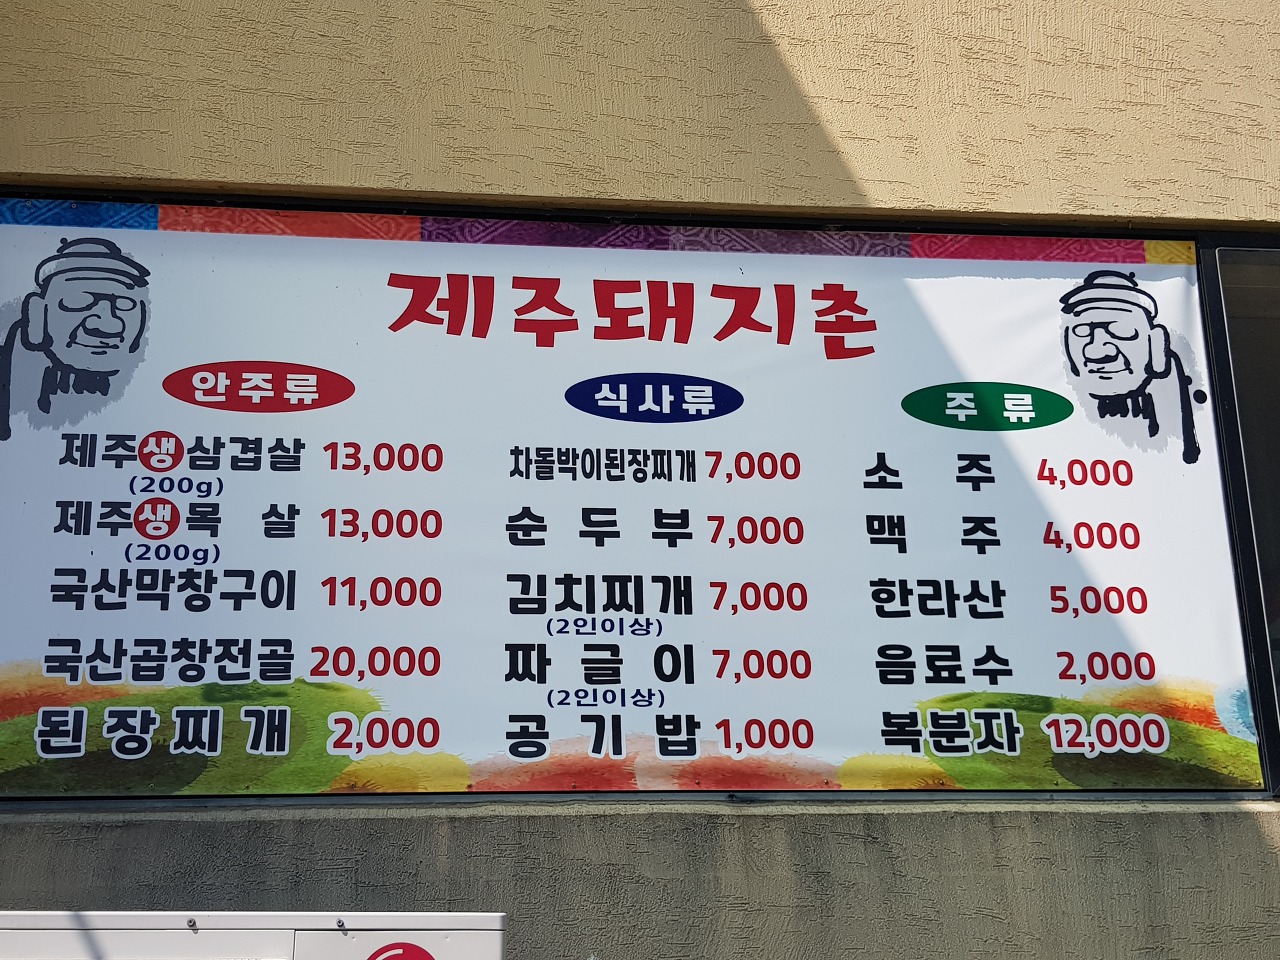 제주돼지촌
안주류
제주생삼겹살 13,000
(200g)
제주생목 살 13,000
(200g)
국산막창구이 11,000
국산곱창전골 20,000
된장찌개 2,000
식사류
차돌박이된장찌개 7,000
순두부 7,000
김치찌개 7,000
(2인이상)
짜글이 7,000
(2인이상)
공기밥 1,000
주류
소주 4,000
맥주 4,000
한라산 5,000
음료수 2,000
복분자 12,000